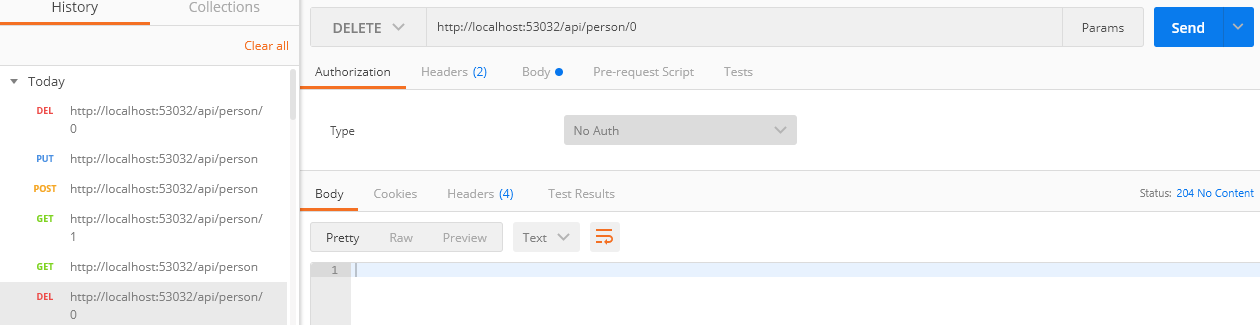 History Collections
Clear all
Today
DEL http://localhost:53032/api/person/
0
PUT http://localhost:53032/api/person
POST http://localhost:53032/api/person
GET http://localhost:53032/api/person/
1
GET http://localhost:53032/api/person
DEL http://localhost:53032/api/person/
0
DELETE http://localhost:53032/api/person/0 Params Send
Authorization Headers (2) Body Pre-request Script Tests
Type No Auth
Body Cookies Headers (4) Test Results Status: 204 No Content
Pretty Raw Preview Text
1